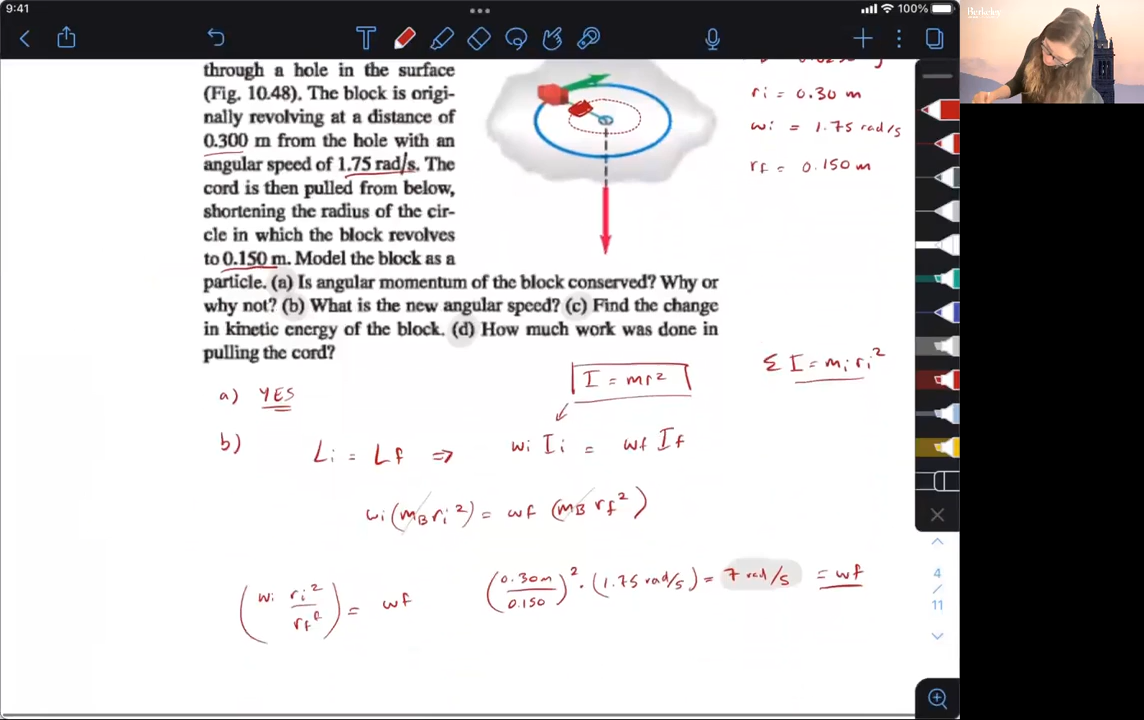 9:41
100%
Berkeley
through a hole in the surface
(Fig. 10.48). The block is origi-
nally revolving at a distance of
0.300 m from the hole with an
angular speed of 1.75 rad/s. The
cord is then pulled from below,
shortening the radius of the cir-
cle in which the block revolves
to 0.150 m. Model the block as a
particle. (a) Is angular momentum of the block conserved? Why or
why not? (b) What is the new angular speed? (c) Find the change
in kinetic energy of the block. (d) How much work was done in
pulling the cord?
ri = 0.30 m
wi = 1.75 rad/s
rf = 0.150 m
Σ I = mi ri²
a) YES
I = mr²
b) Li = Lf ⇒ wi Ii = wf If
wi (mB ri²) = wf (mB rf²)
(wi ri²/rf²) = wf
(0.30m/0.150)² · (1.75 rad/s) = 7 rad/s = wf
4
/
11